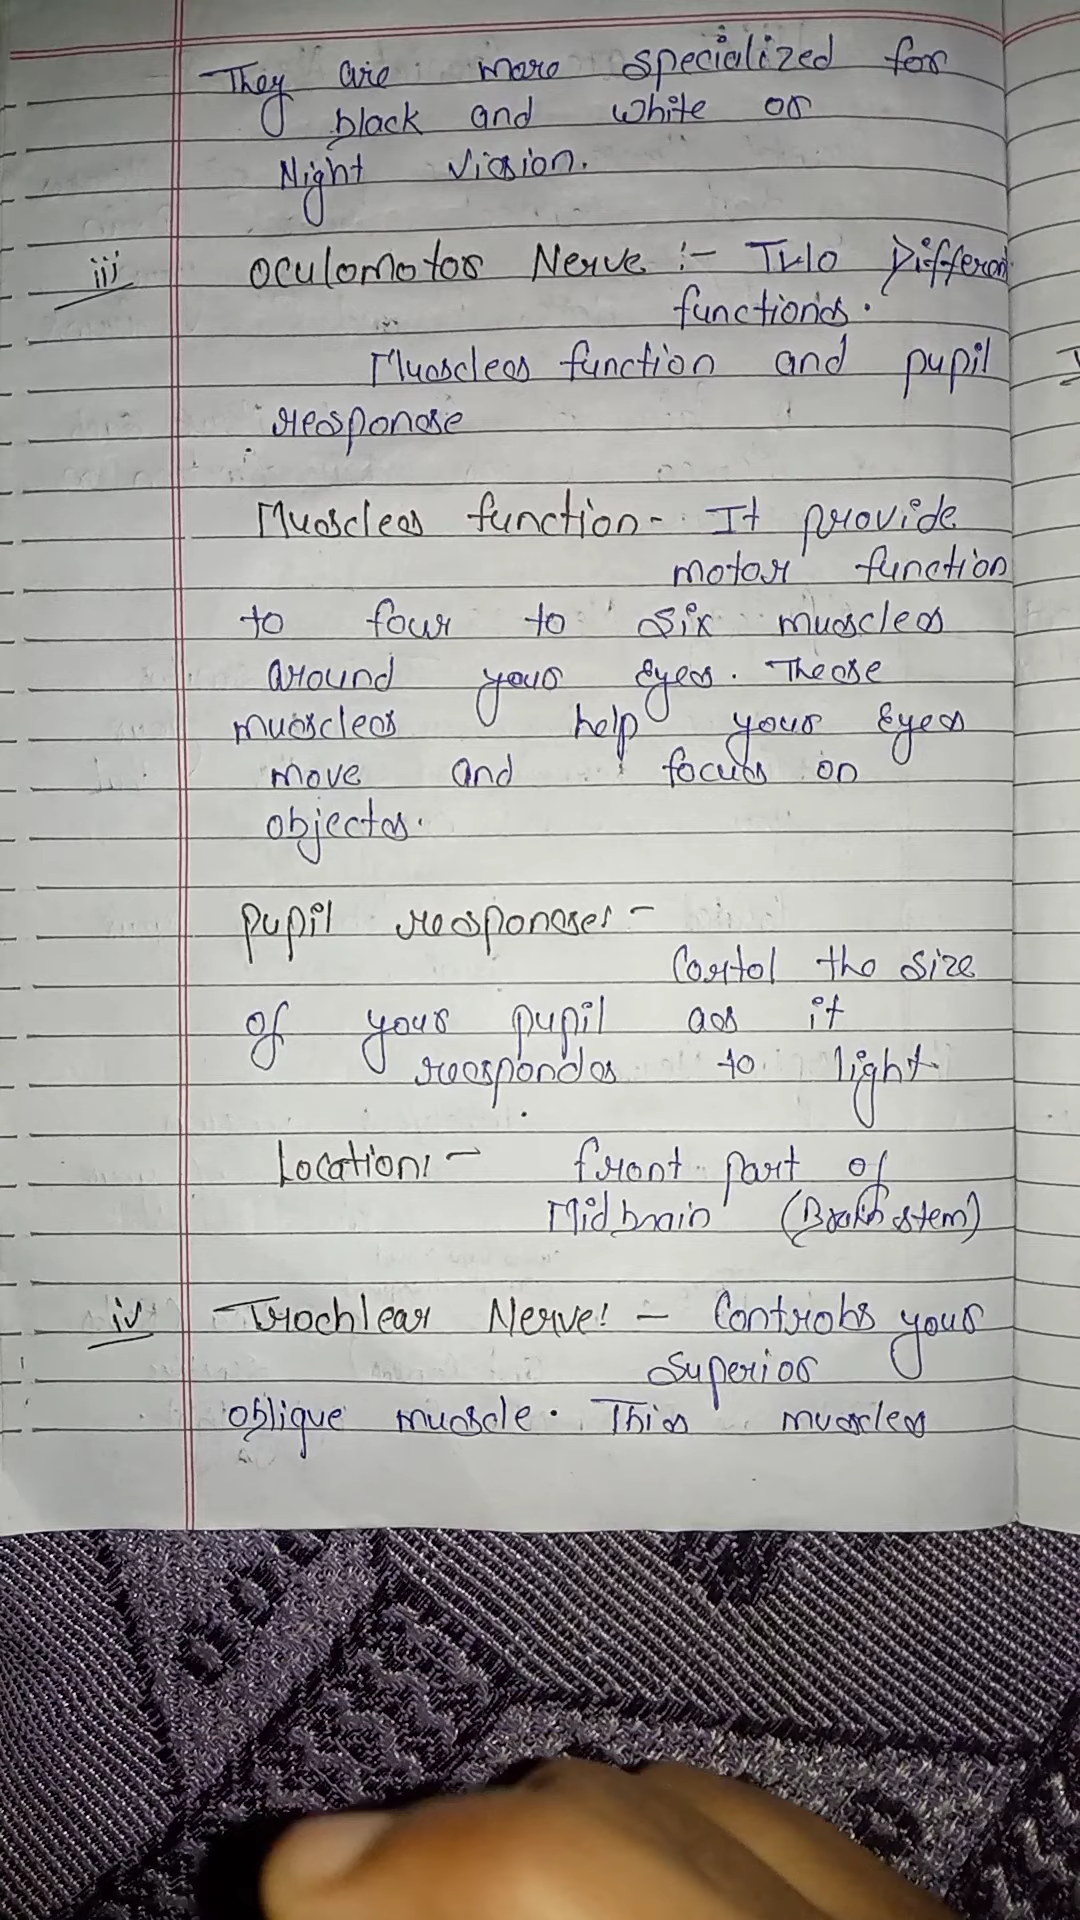 They are more specialized for
black and white or
Night Vision.
iii Oculomotor Nerve :- Two Different
functions.
Muscles function and pupil
response
Muscles function - It provide
motor function
to four to six muscles
around your Eyes. These
muscles help your Eyes
move and focus on
objects.
Pupil response: -
Contol the size
of your pupil as it
responds to light
Location: - front part of
Midbrain (Brain stem)
iv Trochlear Nerve: - Controls your
Superior
oblique muscle. This muscles